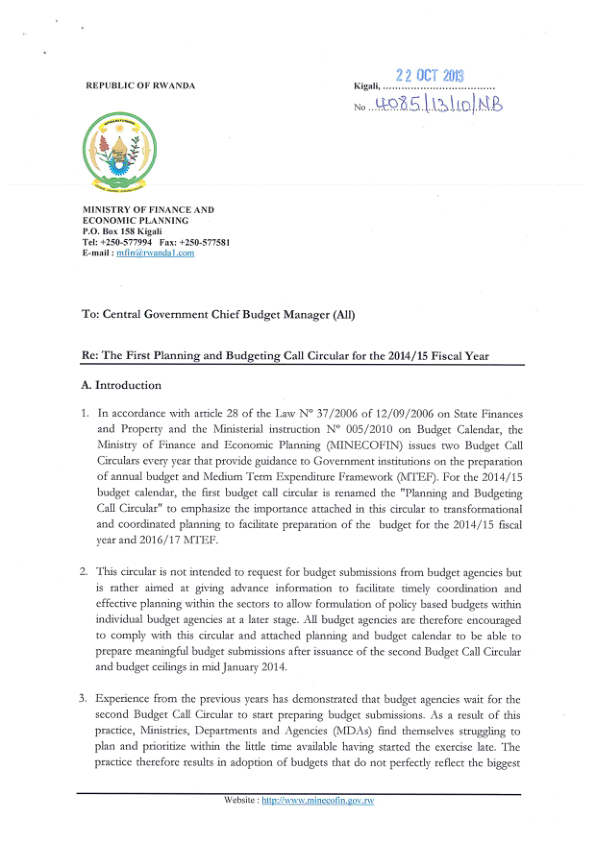 22 OCT 2013
REPUBLIC OF RWANDA
Kigali, ......................................
No ...4085/13/10/NB
MINISTRY OF FINANCE AND
ECONOMIC PLANNING
P.O. Box 158 Kigali
Tel: +250-577994 Fax: +250-577581
E-mail : mfin@rwanda1.com
To: Central Government Chief Budget Manager (All)
Re: The First Planning and Budgeting Call Circular for the 2014/15 Fiscal Year
A. Introduction
1. In accordance with article 28 of the Law N° 37/2006 of 12/09/2006 on State Finances
and Property and the Ministerial instruction N° 005/2010 on Budget Calendar, the
Ministry of Finance and Economic Planning (MINECOFIN) issues two Budget Call
Circulars every year that provide guidance to Government institutions on the preparation
of annual budget and Medium Term Expenditure Framework (MTEF). For the 2014/15
budget calendar, the first budget call circular is renamed the "Planning and Budgeting
Call Circular" to emphasize the importance attached in this circular to transformational
and coordinated planning to facilitate preparation of the budget for the 2014/15 fiscal
year and 2016/17 MTEF.
2. This circular is not intended to request for budget submissions from budget agencies but
is rather aimed at giving advance information to facilitate timely coordination and
effective planning within the sectors to allow formulation of policy based budgets within
individual budget agencies at a later stage. All budget agencies are therefore encouraged
to comply with this circular and attached planning and budget calendar to be able to
prepare meaningful budget submissions after issuance of the second Budget Call Circular
and budget ceilings in mid January 2014.
3. Experience from the previous years has demonstrated that budget agencies wait for the
second Budget Call Circular to start preparing budget submissions. As a result of this
practice, Ministries, Departments and Agencies (MDAs) find themselves struggling to
plan and prioritize within the little time available having started the exercise late. The
practice therefore results in adoption of budgets that do not perfectly reflect the biggest
Website : http://www.minecofin.gov.rw